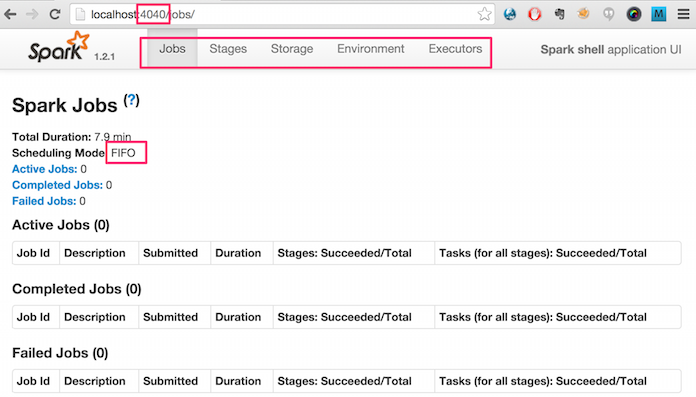 localhost:4040/jobs/
Spark 1.2.1 Jobs Stages Storage Environment Executors Spark shell application UI
Spark Jobs (?)
Total Duration: 7.9 min
Scheduling Mode: FIFO
Active Jobs: 0
Completed Jobs: 0
Failed Jobs: 0
Active Jobs (0)
Job Id Description Submitted Duration Stages: Succeeded/Total Tasks (for all stages): Succeeded/Total
Completed Jobs (0)
Job Id Description Submitted Duration Stages: Succeeded/Total Tasks (for all stages): Succeeded/Total
Failed Jobs (0)
Job Id Description Submitted Duration Stages: Succeeded/Total Tasks (for all stages): Succeeded/Total